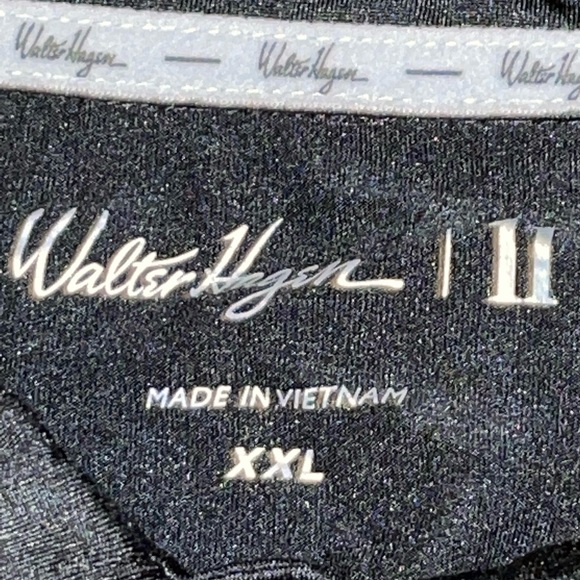 Walter Hagen — Walter Hagen — Walter Hagen
Walter Hagen | 11
MADE IN VIETNAM
XXL